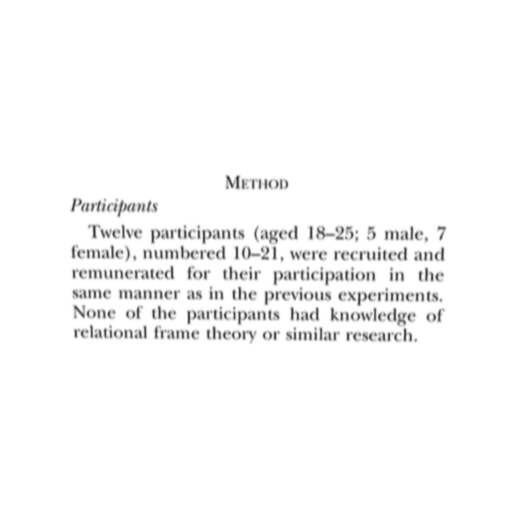 METHOD
Participants
Twelve participants (aged 18–25; 5 male, 7
female), numbered 10–21, were recruited and
remunerated for their participation in the
same manner as in the previous experiments.
None of the participants had knowledge of
relational frame theory or similar research.